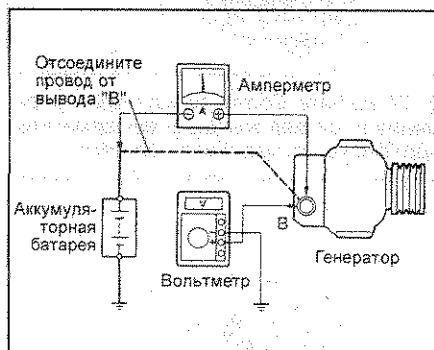 Отсоедините
провод от
вывода "В"
Амперметр
A
V
Аккумуля-
торная
батарея
Вольтметр
В
Генератор